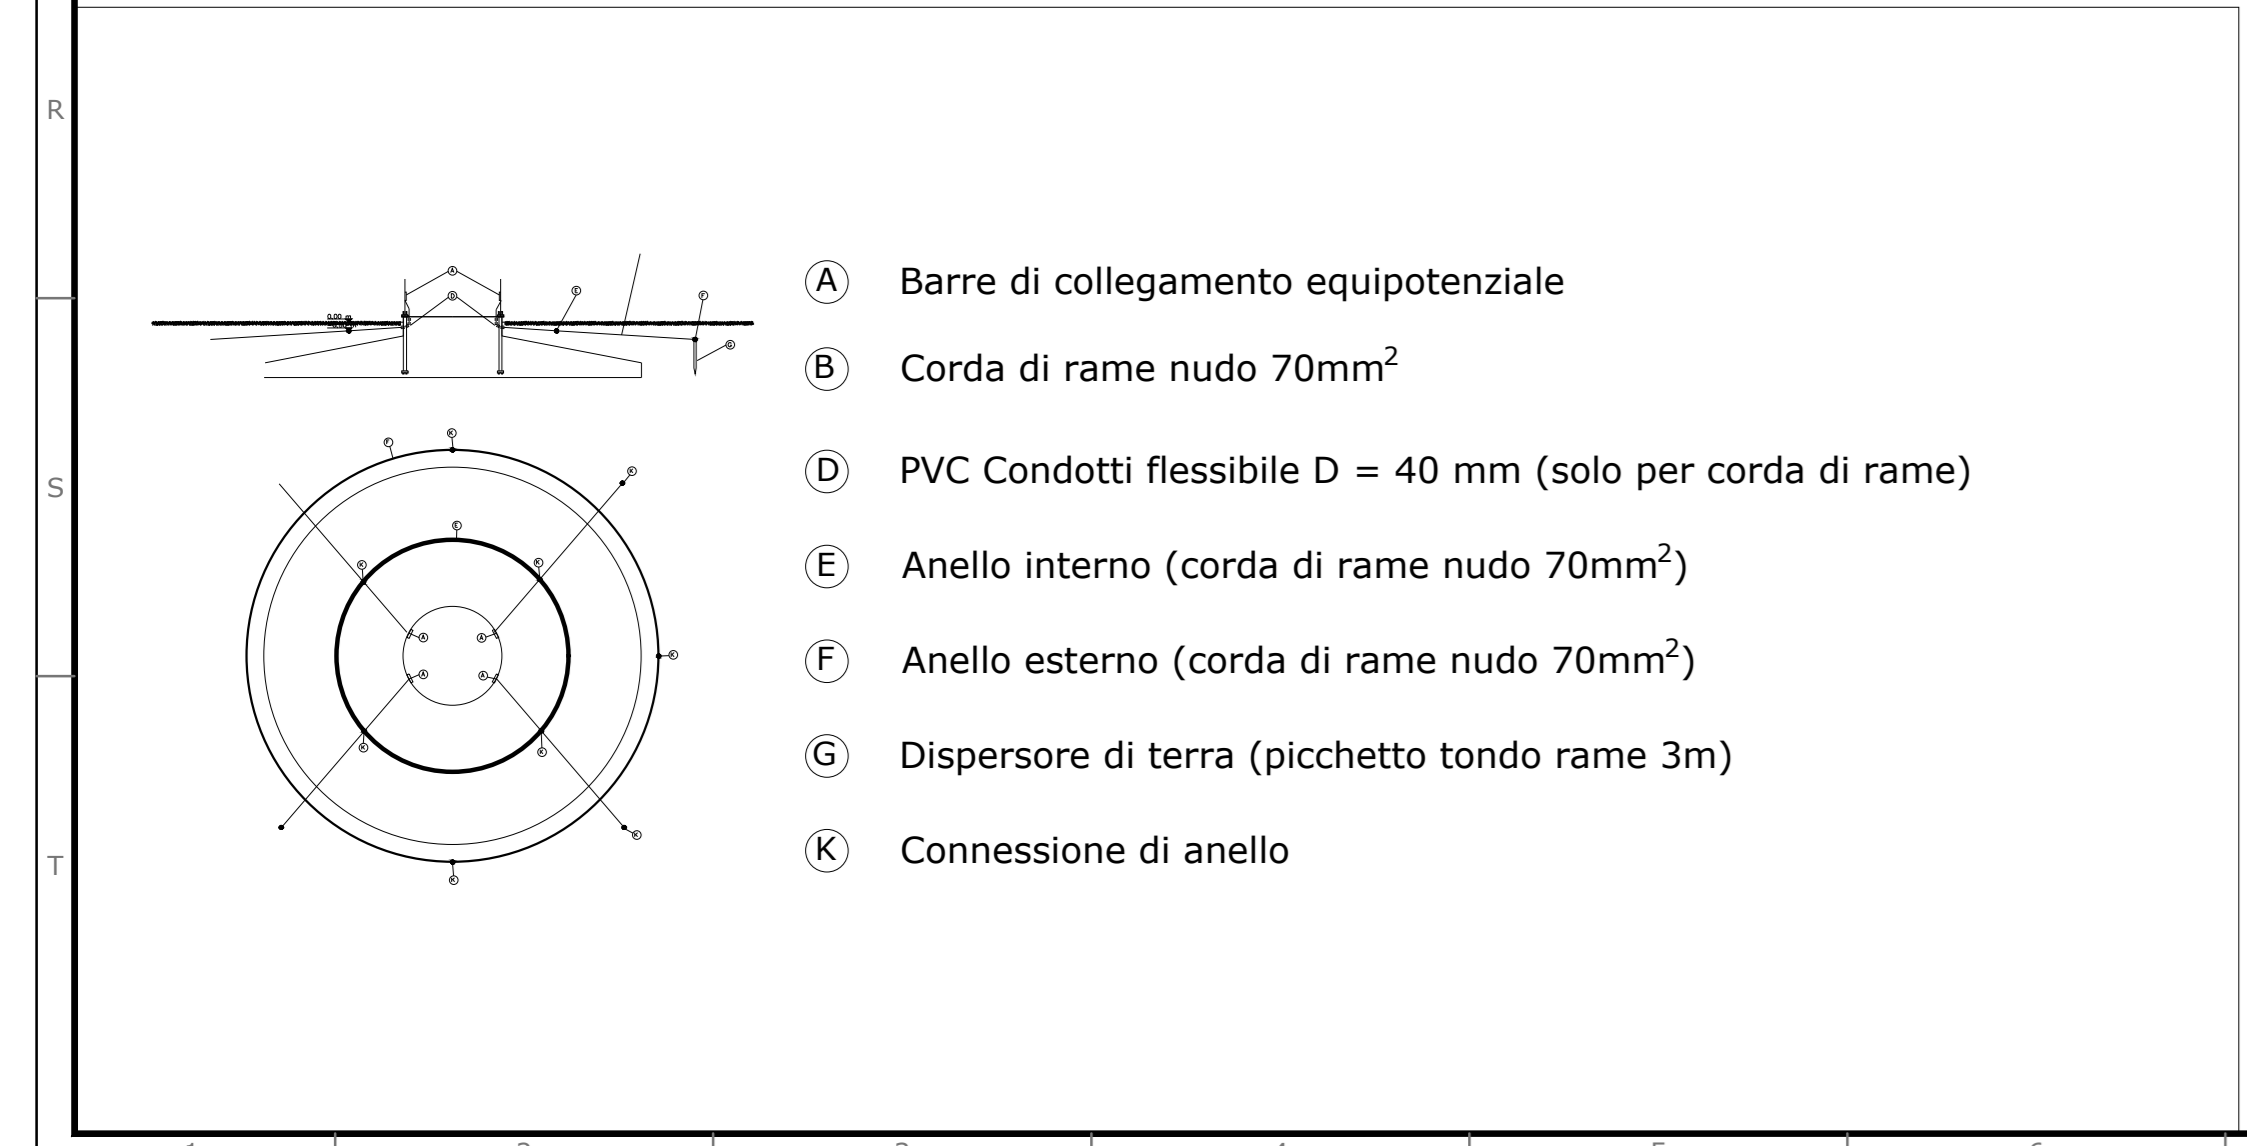 R
S
T
0.00
A
D
E
F
G
F
K
K
E
K
K
A
A
A
A
K
K
K
K
K
A Barre di collegamento equipotenziale
B Corda di rame nudo 70mm²
D PVC Condotti flessibile D = 40 mm (solo per corda di rame)
E Anello interno (corda di rame nudo 70mm²)
F Anello esterno (corda di rame nudo 70mm²)
G Dispersore di terra (picchetto tondo rame 3m)
K Connessione di anello